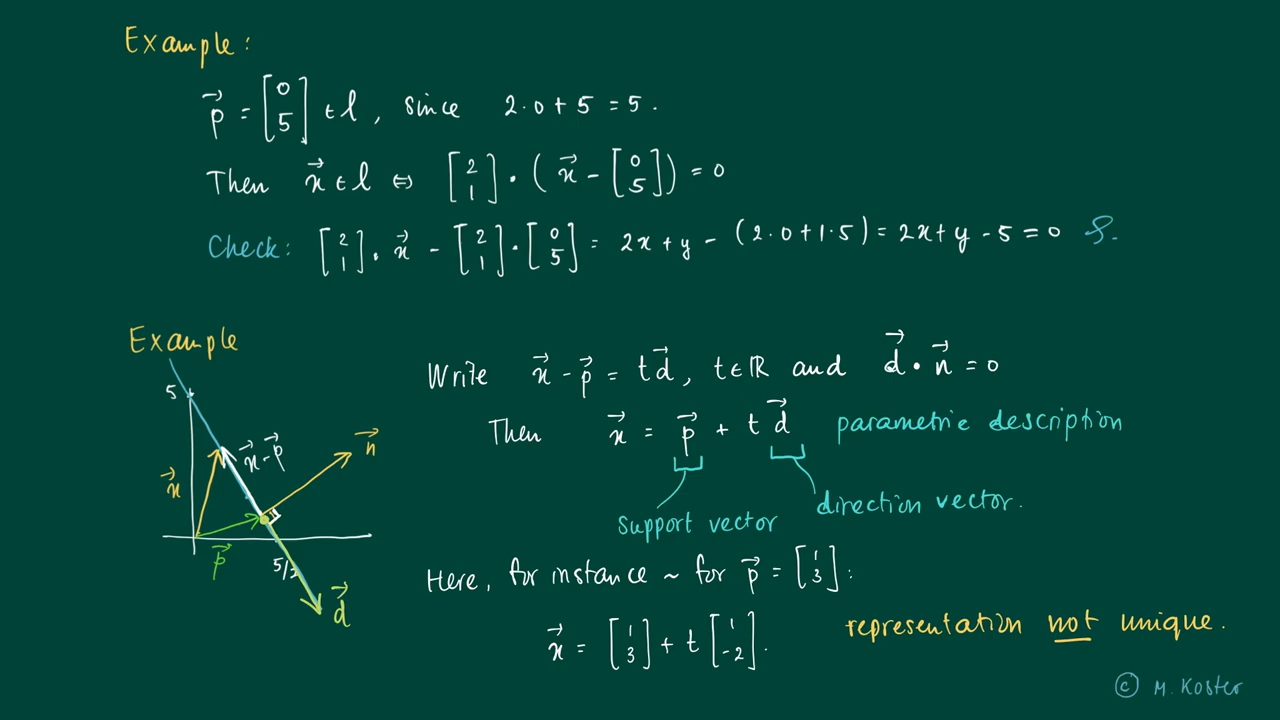 Example:
p⃗ = [0 5] ∈ l, since 2·0 + 5 = 5.
Then x⃗ ∈ l ⇔ [2 1] · (x⃗ − [0 5]) = 0
Check: [2 1] · x⃗ − [2 1] · [0 5] = 2x + y − (2·0 + 1·5) = 2x + y − 5 = 0
Example
5
x⃗
x⃗ − p⃗
n⃗
p⃗
5/2
d⃗
Write x⃗ − p⃗ = t d⃗, t ∈ ℝ and d⃗ · n⃗ = 0
Then x⃗ = p⃗ + t d⃗ parametric description
support vector
direction vector.
Here, for instance ~ for p⃗ = [1 3]:
x⃗ = [1 3] + t [1 -2].
representation not unique.
© M. Koster